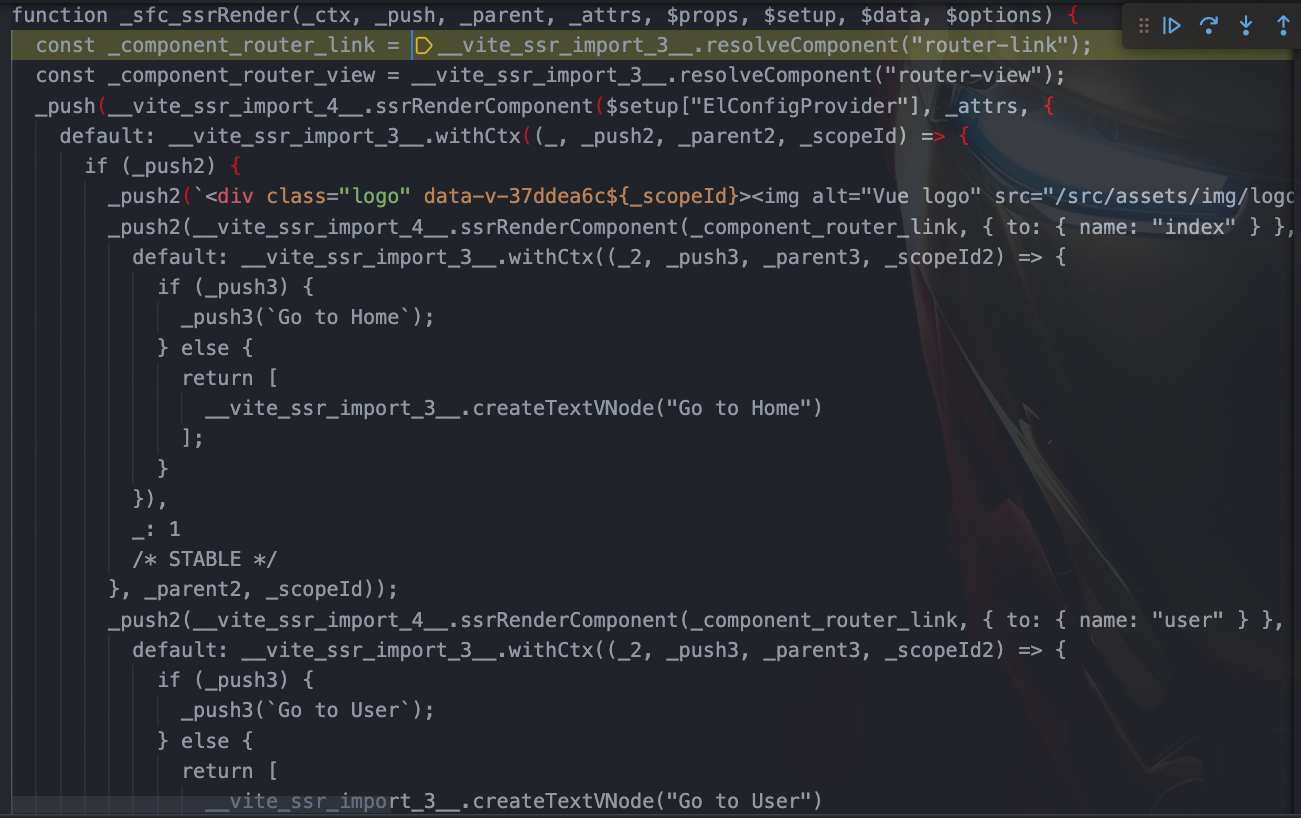 function _sfc_ssrRender(_ctx, _push, _parent, _attrs, $props, $setup, $data, $options) {
  const _component_router_link = __vite_ssr_import_3__.resolveComponent("router-link");
  const _component_router_view = __vite_ssr_import_3__.resolveComponent("router-view");
  _push(__vite_ssr_import_4__.ssrRenderComponent($setup["ElConfigProvider"], _attrs, {
    default: __vite_ssr_import_3__.withCtx((_, _push2, _parent2, _scopeId) => {
      if (_push2) {
        _push2(`<div class="logo" data-v-37ddea6c${_scopeId}><img alt="Vue logo" src="/src/assets/img/logo
        _push2(__vite_ssr_import_4__.ssrRenderComponent(_component_router_link, { to: { name: "index" } },
          default: __vite_ssr_import_3__.withCtx((_2, _push3, _parent3, _scopeId2) => {
            if (_push3) {
              _push3(`Go to Home`);
            } else {
              return [
                __vite_ssr_import_3__.createTextVNode("Go to Home")
              ];
            }
          }),
          _: 1
          /* STABLE */
        }, _parent2, _scopeId));
        _push2(__vite_ssr_import_4__.ssrRenderComponent(_component_router_link, { to: { name: "user" } },
          default: __vite_ssr_import_3__.withCtx((_2, _push3, _parent3, _scopeId2) => {
            if (_push3) {
              _push3(`Go to User`);
            } else {
              return [
                __vite_ssr_import_3__.createTextVNode("Go to User")